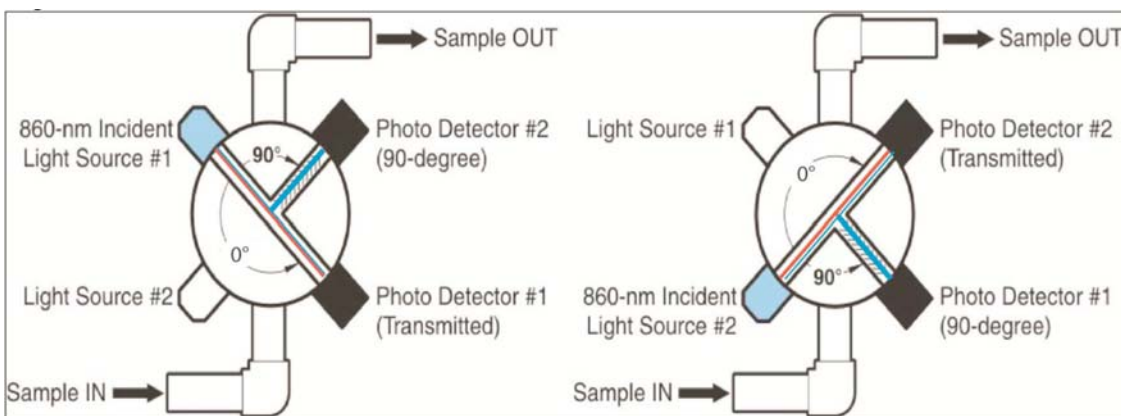 Sample OUT
860-nm Incident
Light Source #1
90°
Photo Detector #2
(90-degree)
0°
Light Source #2
Photo Detector #1
(Transmitted)
Sample IN
Sample OUT
Light Source #1
0°
Photo Detector #2
(Transmitted)
860-nm Incident
Light Source #2
90°
Photo Detector #1
(90-degree)
Sample IN